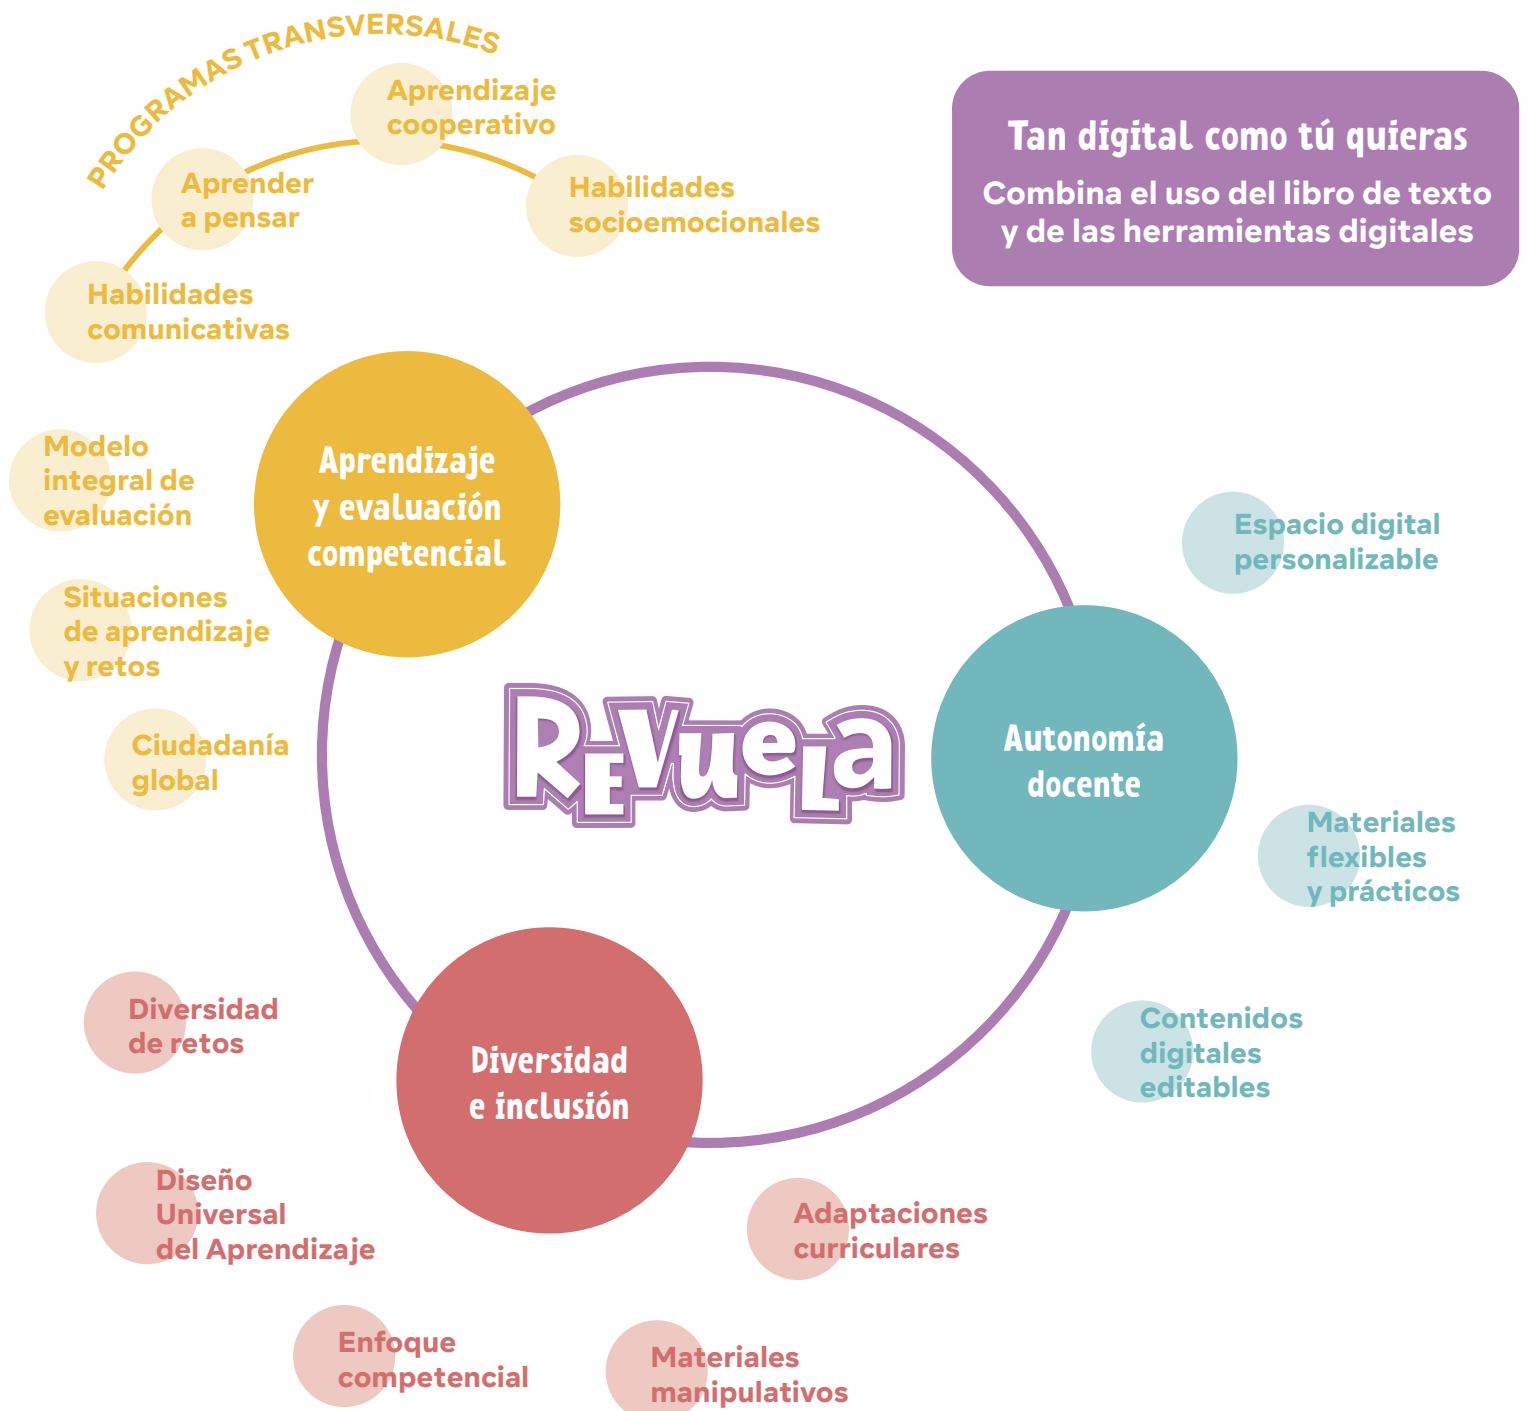 PROGRAMAS TRANSVERSALES
Aprendizaje
cooperativo
Aprender
a pensar
Habilidades
socioemocionales
Habilidades
comunicativas
Tan digital como tú quieras
Combina el uso del libro de texto
y de las herramientas digitales
Aprendizaje
y evaluación
competencial
Modelo
integral de
evaluación
Situaciones
de aprendizaje
y retos
Ciudadanía
global
REVUELA
Autonomía
docente
Espacio digital
personalizable
Materiales
flexibles
y prácticos
Contenidos
digitales
editables
Diversidad
e inclusión
Diversidad
de retos
Diseño
Universal
del Aprendizaje
Enfoque
competencial
Materiales
manipulativos
Adaptaciones
curriculares